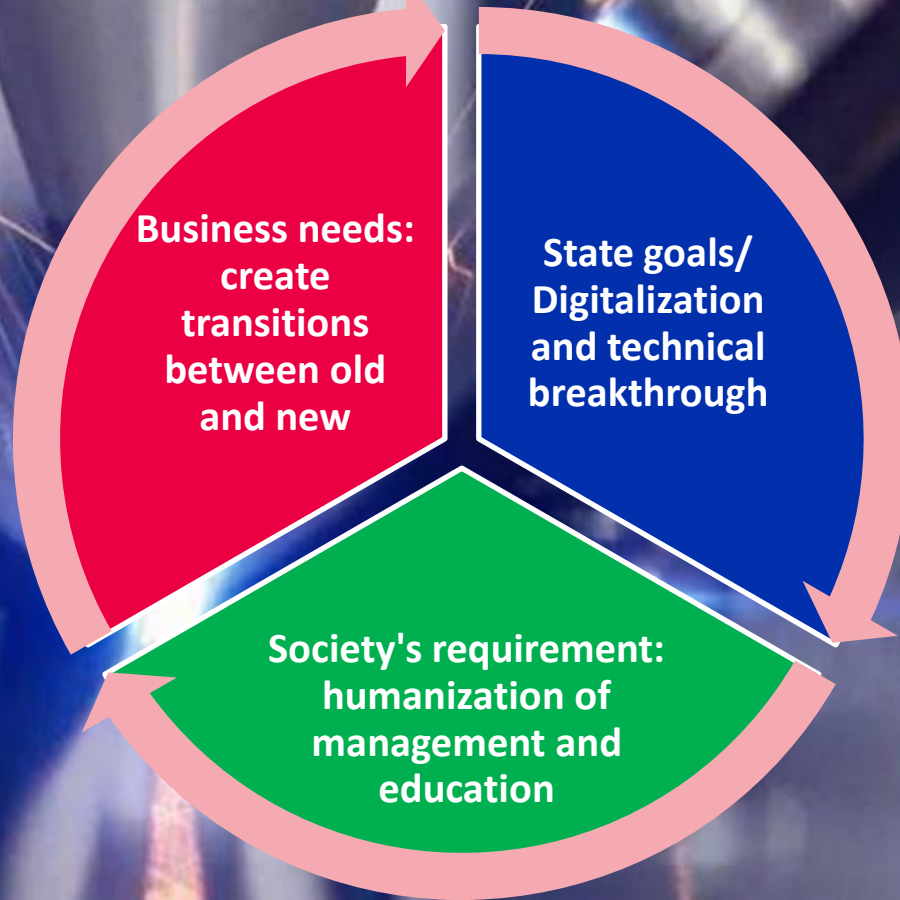 Business needs:
create
transitions
between old
and new
State goals/
Digitalization
and technical
breakthrough
Society's requirement:
humanization of
management and
education